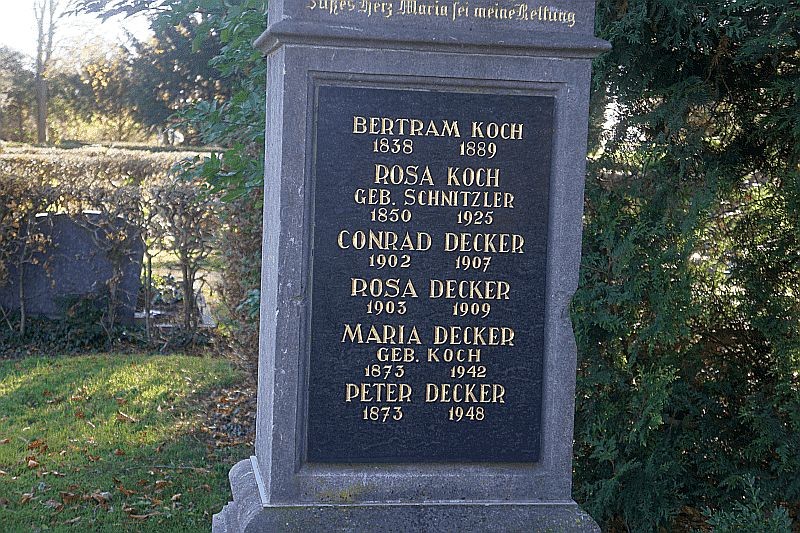 Süßes Herz Mariä sei meine Rettung
BERTRAM KOCH
1838 1889
ROSA KOCH
GEB. SCHNITZLER
1850 1925
CONRAD DECKER
1902 1907
ROSA DECKER
1903 1909
MARIA DECKER
GEB. KOCH
1873 1942
PETER DECKER
1873 1948